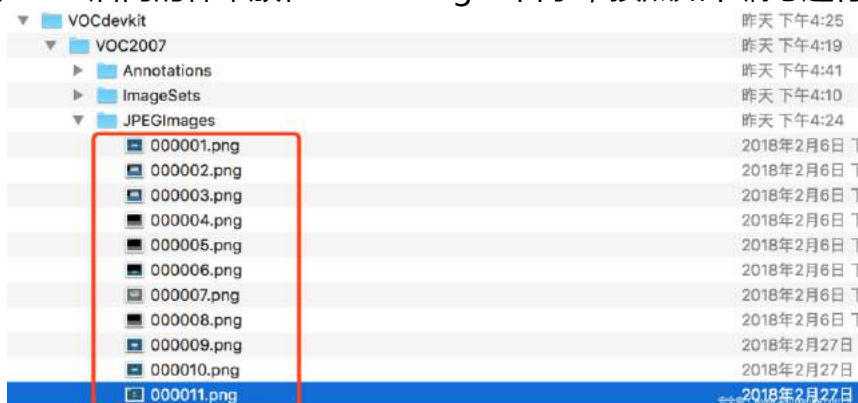 VOCdevkit 昨天 下午4:25
VOC2007 昨天 下午4:19
Annotations 昨天 下午4:41
ImageSets 昨天 下午4:10
JPEGImages 昨天 下午4:24
000001.png 2018年2月6日 下
000002.png 2018年2月6日 下
000003.png 2018年2月6日 下
000004.png 2018年2月6日 下
000005.png 2018年2月6日 下
000006.png 2018年2月6日 下
000007.png 2018年2月6日 下
000008.png 2018年2月6日 下
000009.png 2018年2月27日
000010.png 2018年2月27日
000011.png 2018年2月27日